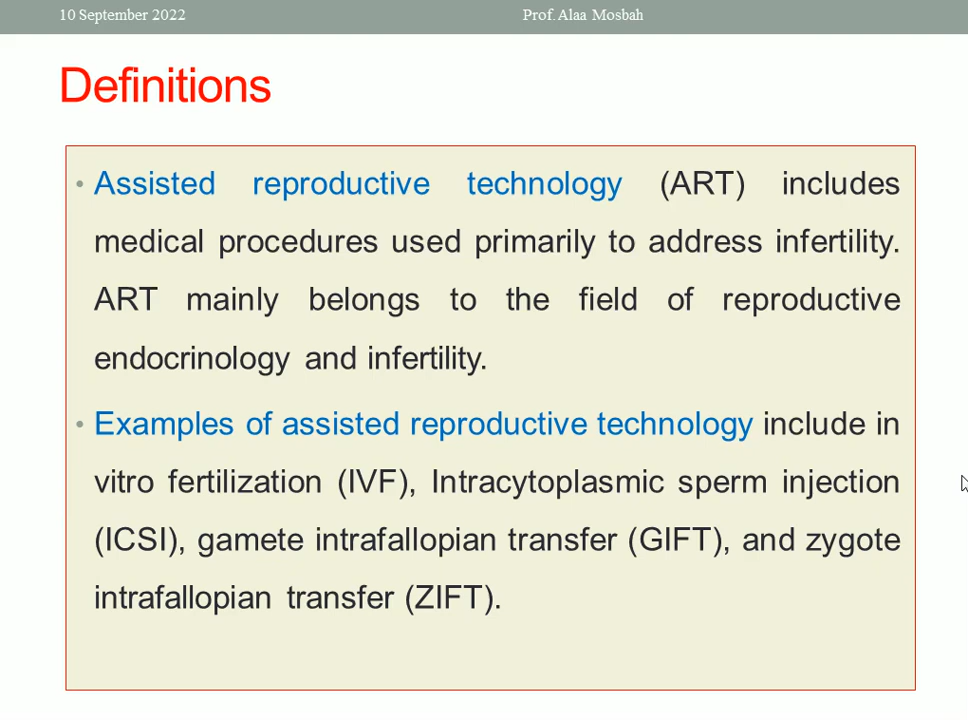 10 September 2022
Prof. Alaa Mosbah
Definitions
• Assisted reproductive technology (ART) includes
medical procedures used primarily to address infertility.
ART mainly belongs to the field of reproductive
endocrinology and infertility.
• Examples of assisted reproductive technology include in
vitro fertilization (IVF), Intracytoplasmic sperm injection
(ICSI), gamete intrafallopian transfer (GIFT), and zygote
intrafallopian transfer (ZIFT).